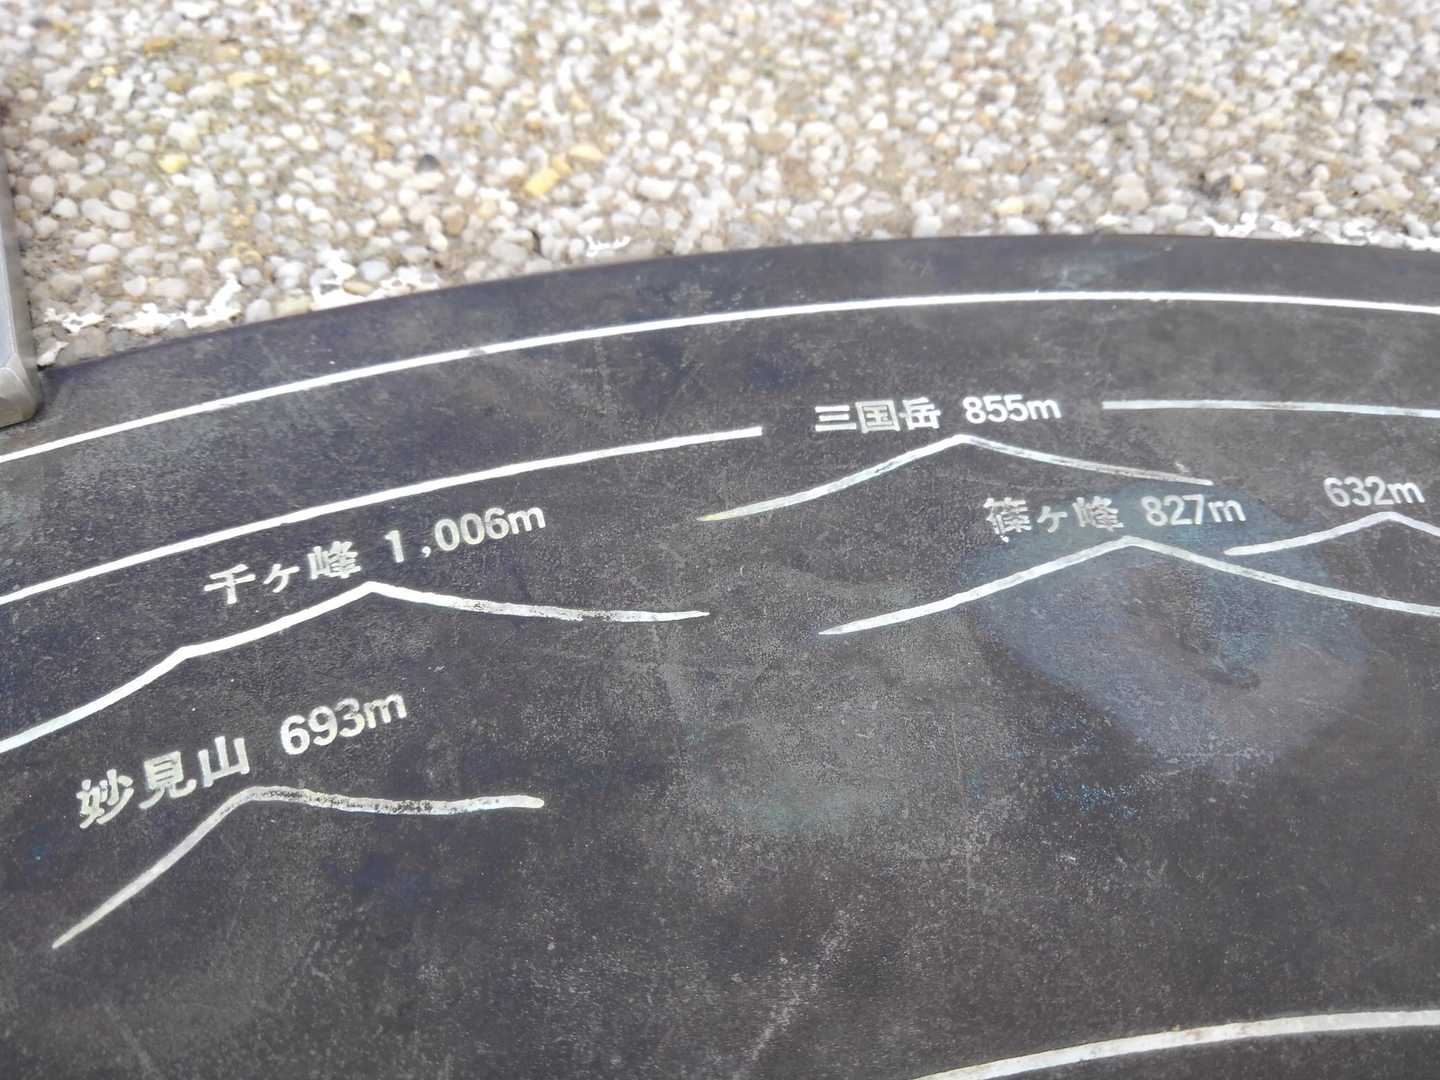 三国岳 855m
632m
篠ヶ峰 827m
千ヶ峰 1,006m
妙見山 693m